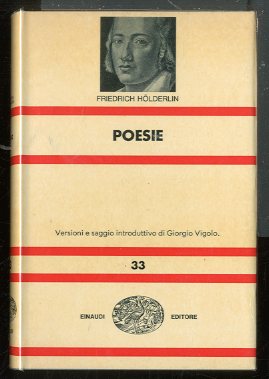 FRIEDRICH HÖLDERLIN
POESIE
Versioni e saggio introduttivo di Giorgio Vigolo.
33
EINAUDI EDITORE